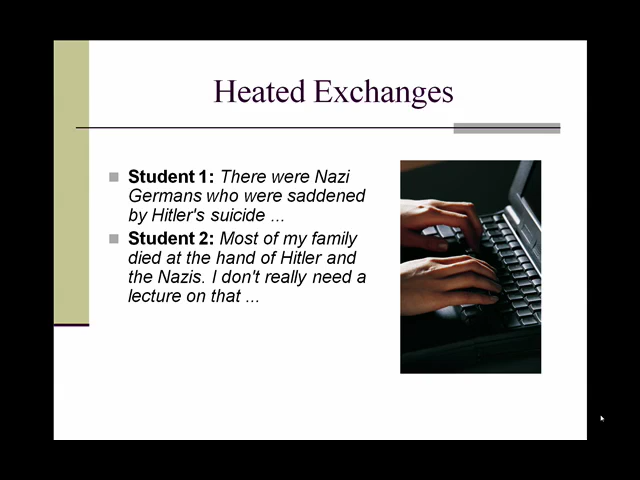 Heated Exchanges
Student 1: There were Nazi
Germans who were saddened
by Hitler's suicide ...
Student 2: Most of my family
died at the hand of Hitler and
the Nazis. I don't really need a
lecture on that ...